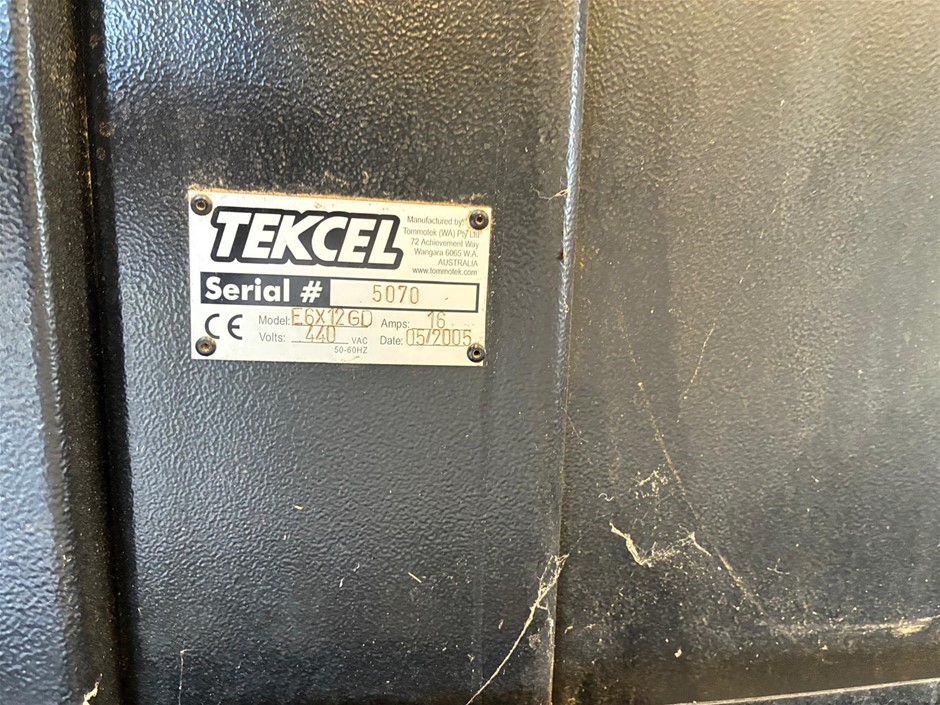 TEKCEL
Manufactured by:
Tommotek (WA) Pty Ltd
72 Achievement Way
Wangara 6065 W.A.
AUSTRALIA
www.tommotek.com
Serial # 5070
CE Model: E6X12GD Amps: 16
Volts: 440 VAC Date: 05/2005
50-60HZ